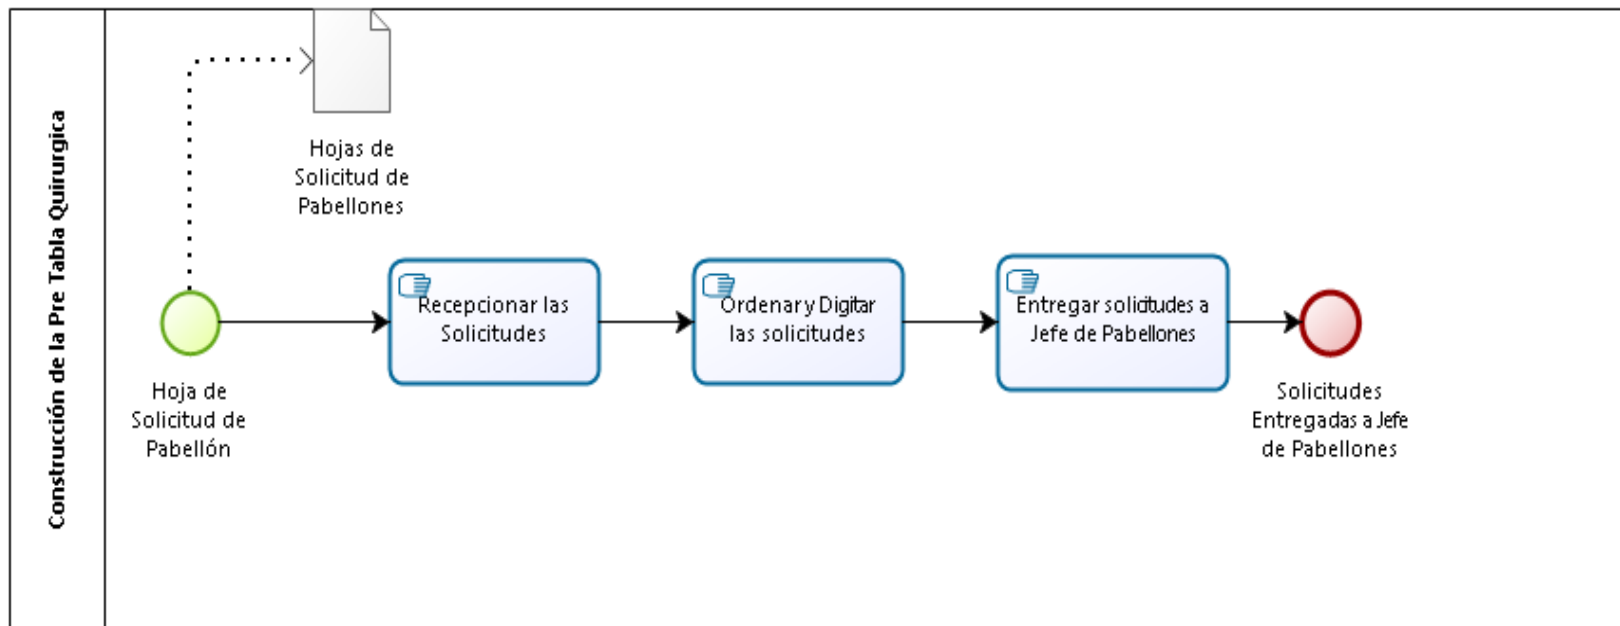 Construcción de la Pre Tabla Quirurgica
Hojas de
Solicitud de
Pabellones
Hoja de
Solicitud de
Pabellón
Recepcionar las
Solicitudes
Ordenar y Digitar
las solicitudes
Entregar solicitudes a
Jefe de Pabellones
Solicitudes
Entregadas a Jefe
de Pabellones